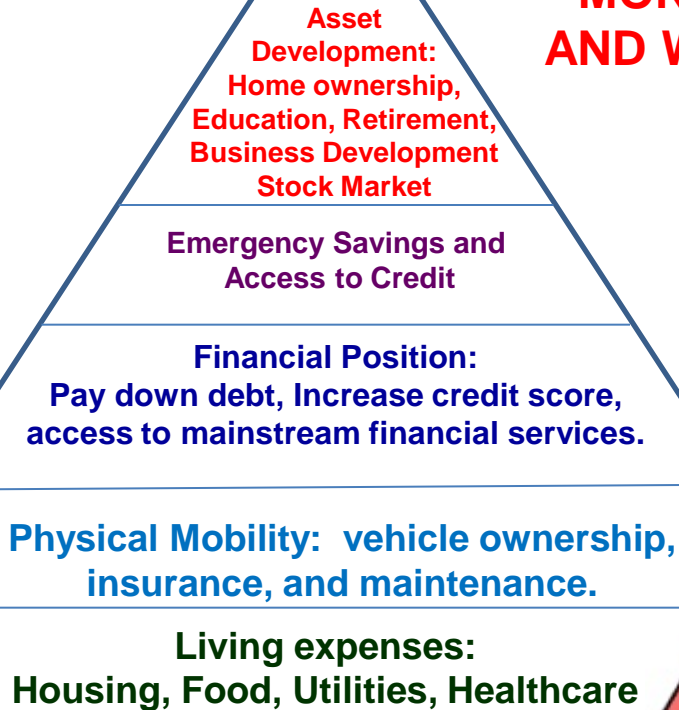 MON
AND W
Asset
Development:
Home ownership,
Education, Retirement,
Business Development
Stock Market
Emergency Savings and
Access to Credit
Financial Position:
Pay down debt, Increase credit score,
access to mainstream financial services.
Physical Mobility:  vehicle ownership,
insurance, and maintenance.
Living expenses:
Housing, Food, Utilities, Healthcare